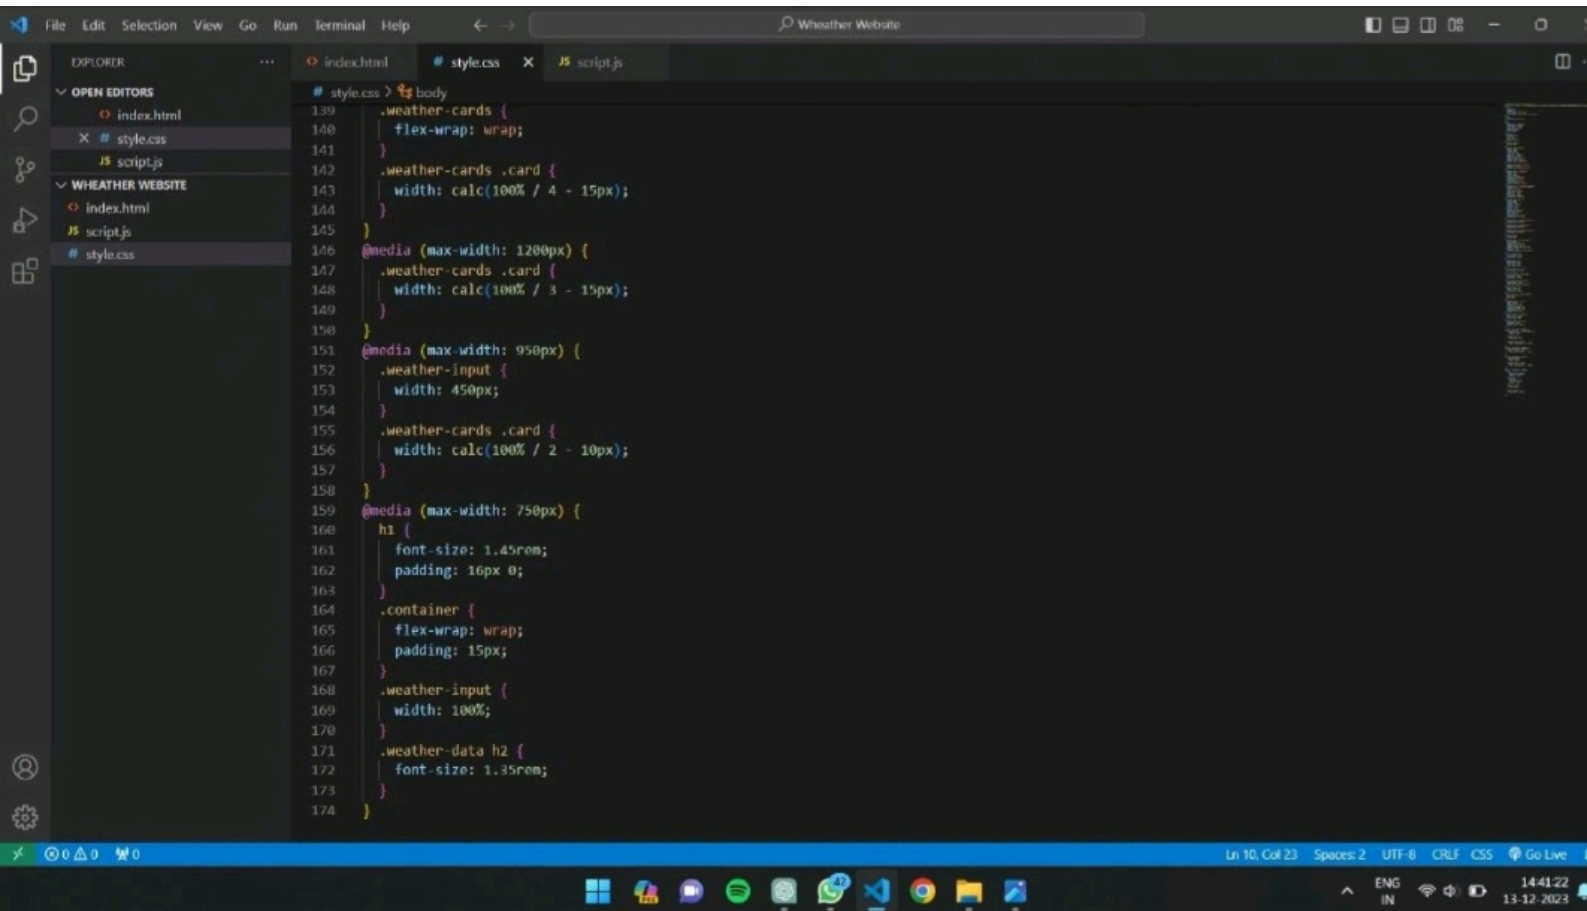 File Edit Selection View Go Run Terminal Help Wheather Website
EXPLORER
index.html # style.css JS script.js
OPEN EDITORS
index.html
# style.css
JS script.js
WHEATHER WEBSITE
index.html
JS script.js
# style.css
# style.css > body
139 .weather-cards {
140 flex-wrap: wrap;
141 }
142 .weather-cards .card {
143 width: calc(100% / 4 - 15px);
144 }
145 }
146 @media (max-width: 1200px) {
147 .weather-cards .card {
148 width: calc(100% / 3 - 15px);
149 }
150 }
151 @media (max-width: 950px) {
152 .weather-input {
153 width: 450px;
154 }
155 .weather-cards .card {
156 width: calc(100% / 2 - 10px);
157 }
158 }
159 @media (max-width: 750px) {
160 h1 {
161 font-size: 1.45rem;
162 padding: 16px 0;
163 }
164 .container {
165 flex-wrap: wrap;
166 padding: 15px;
167 }
168 .weather-input {
169 width: 100%;
170 }
171 .weather-data h2 {
172 font-size: 1.35rem;
173 }
174 }
0 0 0 Ln 10, Col 23 Spaces: 2 UTF-8 CRLF CSS Go Live
42
ENG
IN
14:41:22
13-12-2023